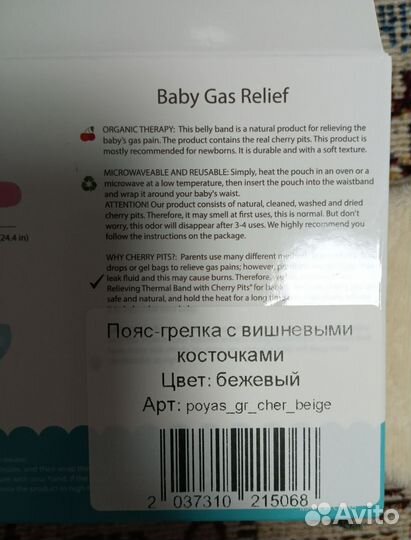 Baby Gas Relief
ORGANIC THERAPY: This belly band is a natural product for relieving the
baby's gas pain. The product contains the real cherry pits. This product is
mostly recommended for newborns. It is durable and with a soft texture.
MICROWAVEABLE AND REUSABLE: Simply, heat the pouch in an oven or a
microwave at a low temperature, then insert the pouch into the waistband
and wrap it around your baby's waist.
ATTENTION! Our product consists of natural, cleaned, washed and dried
cherry pits. Therefore, it may smell at first uses, this is normal. But don't
worry, this odor will disappear after 3-4 uses. We highly recommend you
follow the instructions on the package.
(24.4 in)
WHY CHERRY PITS?: Parents use many different me
drops or gel bags to relieve gas pains; however,
leak fluid and this may cause burns. Therefore,
Relieving Thermal Band with Cherry Pits" for bab
safe and natural, and hold the heat for a long
Пояс-грелка с вишневыми
косточками
Цвет: бежевый
Арт: poyas_gr_cher_beige
2 037310 215068
Avito